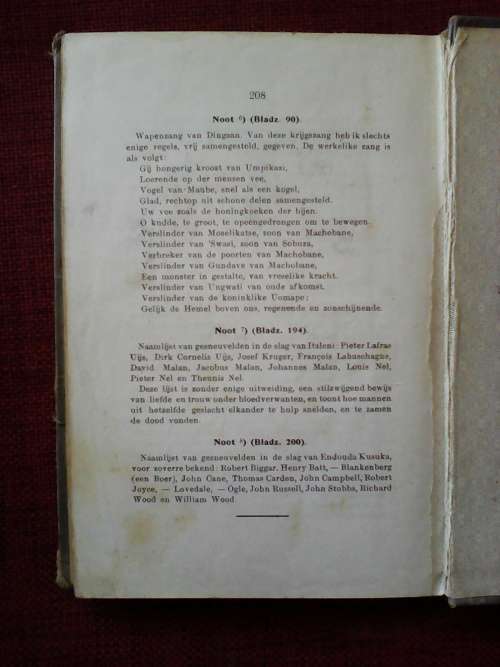 208
Noot 6) (Bladz. 90).
Wapenzang van Dingaan. Van deze krijgszang heb ik slechts
enige regels, vrij samengesteld, gegeven. De werkelike zang is
als volgt:
Gij hongerig kroost van Umpikazi,
Loerende op der mensen vee,
Vogel van Maube, snel als een kogel,
Glad, rechtop uit schone delen samengesteld.
Uw vee zoals de honingkoeken der bijen.
O kudde, te groot, te opeengedrongen om te bewegen.
Verslinder van Moselikatse, zoon van Machobane,
Verslinder van 'Swasi, zoon van Sobuza,
Verbreker van de poorten van Machobane,
Verslinder van Gundave van Machobane,
Een monster in gestalte, van vreselike kracht.
Verslinder van Ungwati van oude afkomst.
Verslinder van de koninklike Uomape;
Gelijk de Hemel boven ons, regenende en zonschijnende.
Noot 7) (Bladz. 194).
Naamlijst van gesneuvelden in de slag van Italeni: Pieter Lafras
Uijs, Dirk Cornelis Uijs, Josef Kruger, François Labuschagne,
David Malan, Jacobus Malan, Johannes Malan, Louis Nel,
Pieter Nel en Theunis Nel.
Deze lijst is zonder enige uitweiding, een stilzwijgend bewijs
van liefde en trouw onder bloedverwanten, en toont hoe mannen
uit hetzelfde geslacht elkander te hulp snelden, en te zamen
de dood vonden.
Noot 8) (Bladz. 200).
Naamlijst van gesneuvelden in de slag van Endouda Kusuka,
voor zoverre bekend: Robert Biggar. Henry Batt, — Blankenberg
(een Boer), John Cane, Thomas Carden, John Campbell, Robert
Joyce, — Lovedale, — Ogle, John Russell, John Stobbs, Richard
Wood en William Wood.